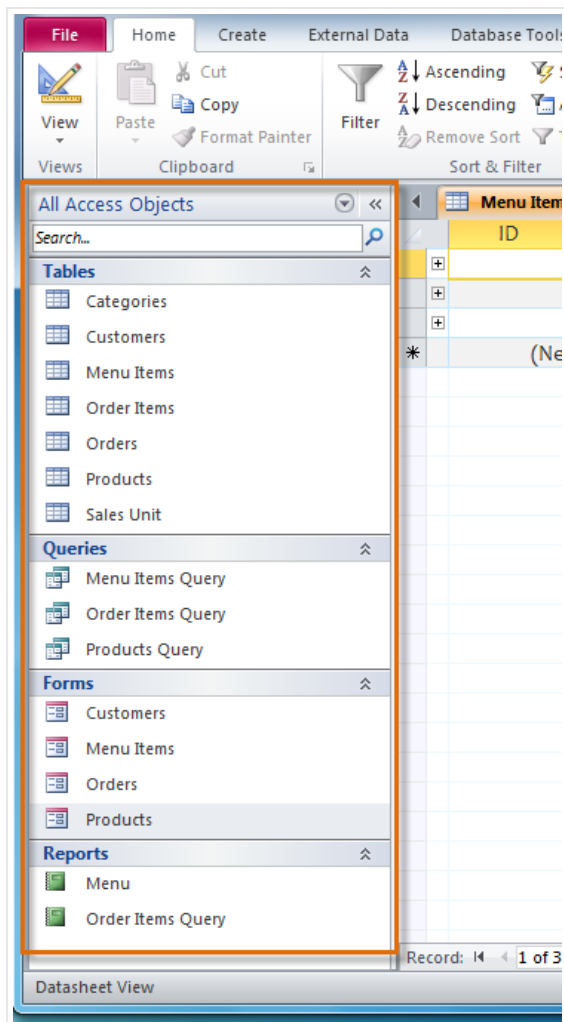 File Home Create External Data Database Tools
Cut Ascending
Copy Descending
View Paste Format Painter Filter Remove Sort
Views Clipboard Sort & Filter
All Access Objects Menu Item
Search... ID
Tables
Categories
Customers
Menu Items
Order Items (Ne
Orders
Products
Sales Unit
Queries
Menu Items Query
Order Items Query
Products Query
Forms
Customers
Menu Items
Orders
Products
Reports
Menu
Order Items Query
Record: 1 of 3
Datasheet View